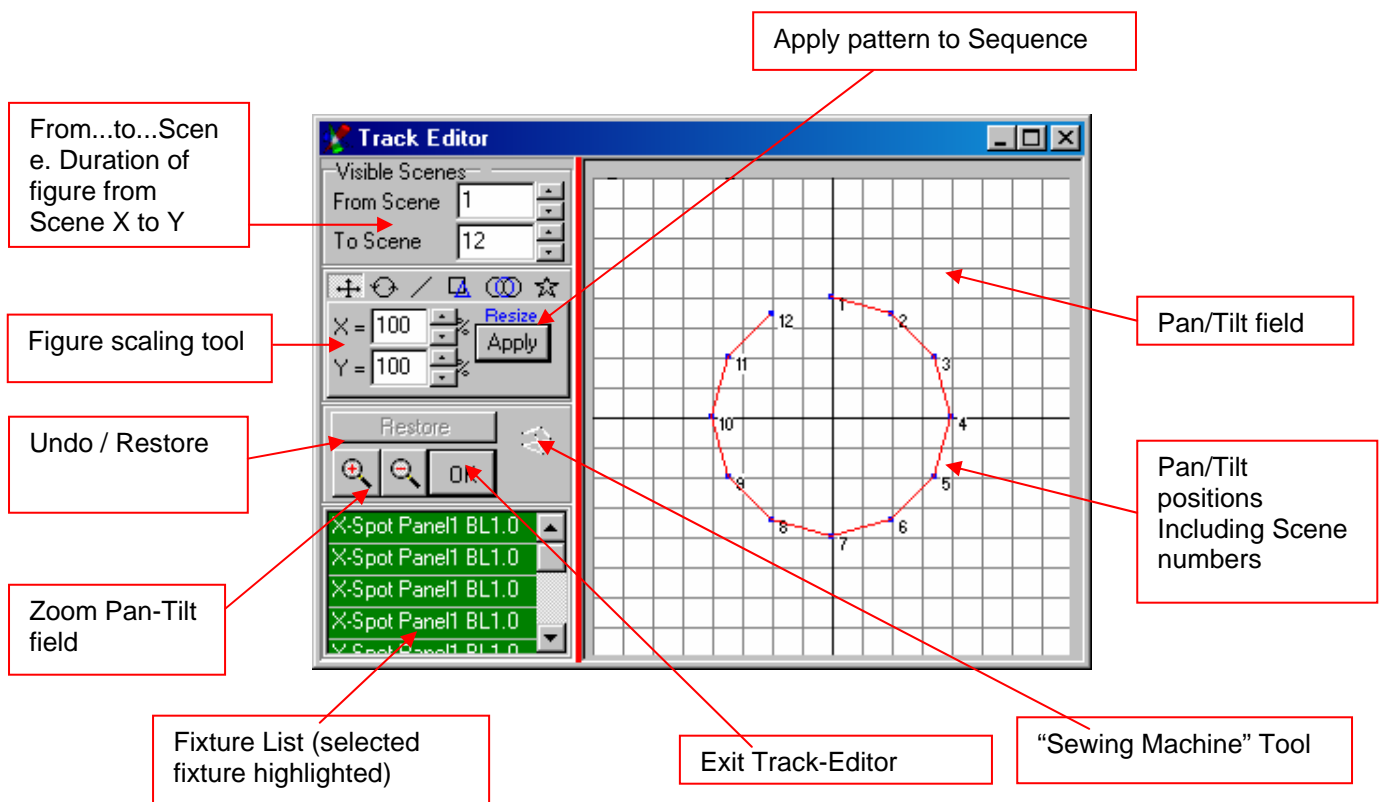 Apply pattern to Sequence
From...to...Scen
e. Duration of
figure from
Scene X to Y
Track Editor
Visible Scenes
From Scene 1
To Scene 12
Figure scaling tool
X = 100 %
Resize
Apply
Y = 100 %
Undo / Restore
Restore
OK
Zoom Pan-Tilt
field
X-Spot Panel1 BL1.0
X-Spot Panel1 BL1.0
X-Spot Panel1 BL1.0
X-Spot Panel1 BL1.0
X-Spot Panel1 BL1.0
1
2
3
4
5
6
7
8
9
10
11
12
Pan/Tilt field
Pan/Tilt
positions
Including Scene
numbers
Fixture List (selected
fixture highlighted)
Exit Track-Editor
“Sewing Machine” Tool